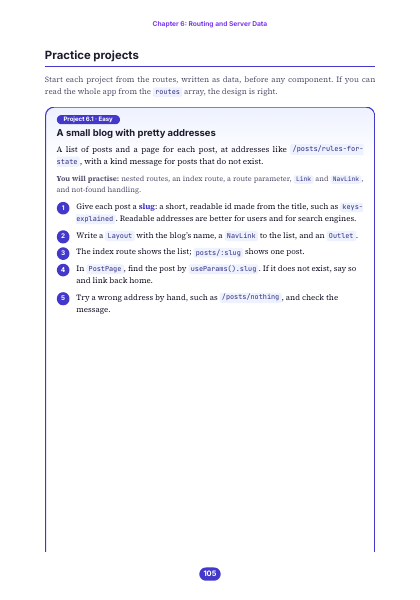 Chapter 6: Routing and Server Data
Practice projects
Start each project from the routes, written as data, before any component. If you can
read the whole app from the routes array, the design is right.
Project 6.1 · Easy
A small blog with pretty addresses
A list of posts and a page for each post, at addresses like /posts/rules-for-
state, with a kind message for posts that do not exist.
You will practise: nested routes, an index route, a route parameter, Link and NavLink,
and not-found handling.
1 Give each post a slug: a short, readable id made from the title, such as keys-
explained. Readable addresses are better for users and for search engines.
2 Write a Layout with the blog's name, a NavLink to the list, and an Outlet.
3 The index route shows the list; posts/:slug shows one post.
4 In PostPage, find the post by useParams().slug. If it does not exist, say so
and link back home.
5 Try a wrong address by hand, such as /posts/nothing, and check the
message.
105